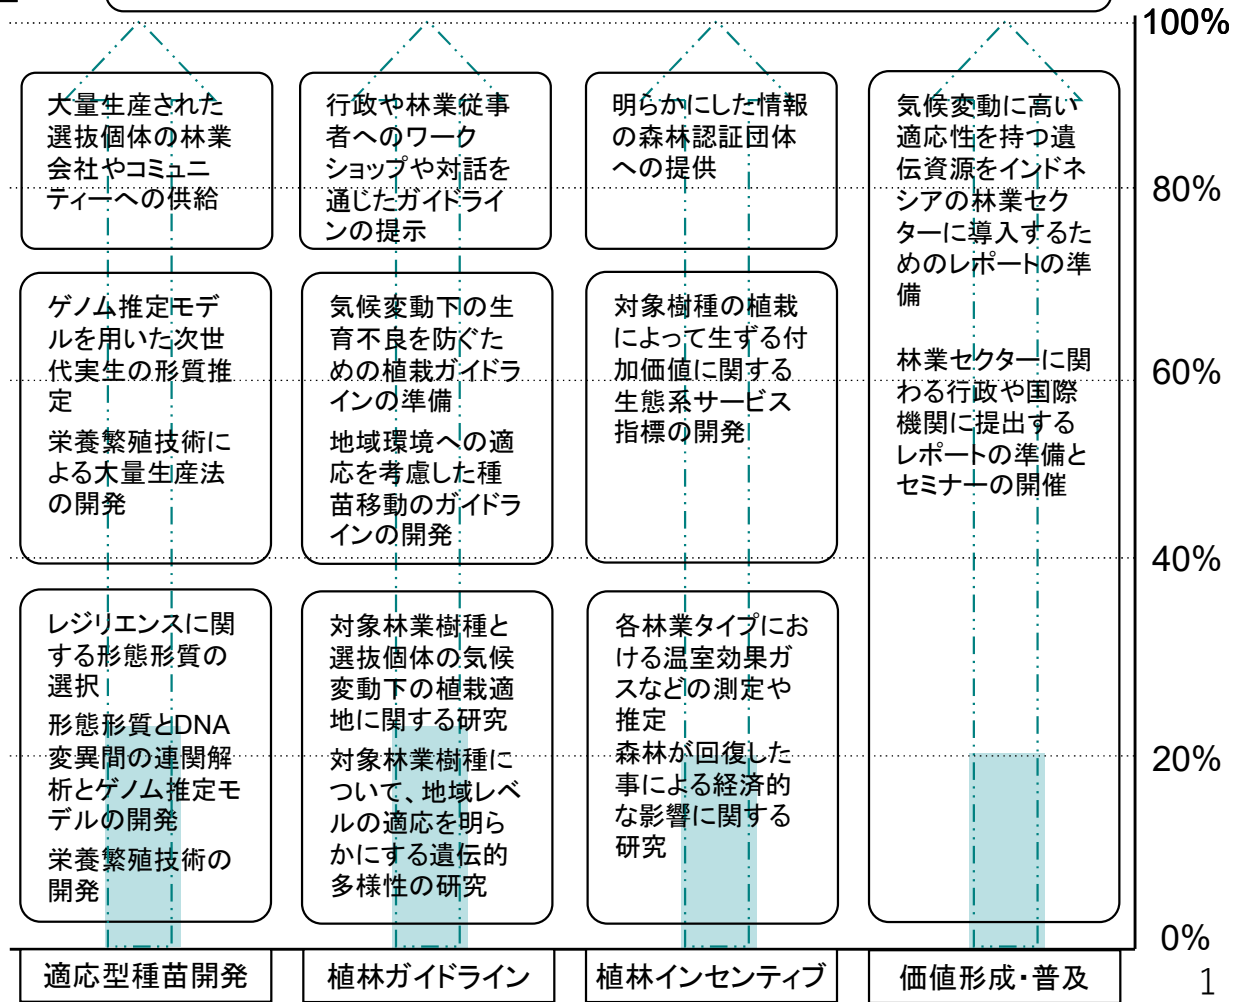 100%
大量生産された
選抜個体の林業
会社やコミュニ
ティーへの供給
行政や林業従事
者へのワーク
ショップや対話を
通じたガイドライ
ンの提示
明らかにした情報
の森林認証団体
への提供
気候変動に高い
適応性を持つ遺
伝資源をインドネ
シアの林業セク
ターに導入するた
めのレポートの準
備
林業セクターに関
わる行政や国際
機関に提出する
レポートの準備と
セミナーの開催
80%
ゲノム推定モデ
ルを用いた次世
代実生の形質推
定
栄養繁殖技術に
よる大量生産法
の開発
気候変動下の生
育不良を防ぐた
めの植栽ガイドラ
インの準備
地域環境への適
応を考慮した種
苗移動のガイドラ
インの開発
対象樹種の植栽
によって生ずる付
加価値に関する
生態系サービス
指標の開発
60%
40%
レジリエンスに関
する形態形質の
選択
形態形質とDNA
変異間の連関解
析とゲノム推定モ
デルの開発
栄養繁殖技術の
開発
対象林業樹種と
選抜個体の気候
変動下の植栽適
地に関する研究
対象林業樹種に
ついて、地域レベ
ルの適応を明ら
かにする遺伝的
多様性の研究
各林業タイプにお
ける温室効果ガ
スなどの測定や
推定
森林が回復した
事による経済的
な影響に関する
研究
20%
0%
適応型種苗開発
植林ガイドライン
植林インセンティブ
価値形成・普及
1